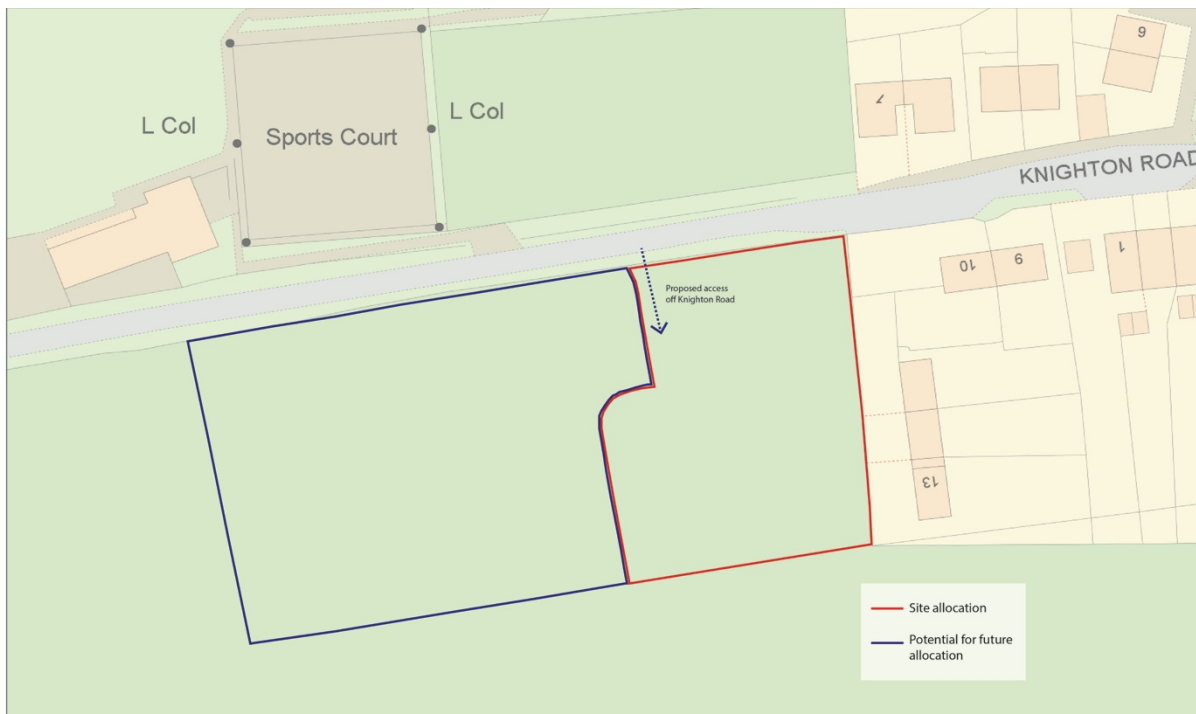 6
7
L Col
L Col
Sports Court
KNIGHTON ROAD
10
9
1
Proposed access
off Knighton Road
13
Site allocation
Potential for future
allocation